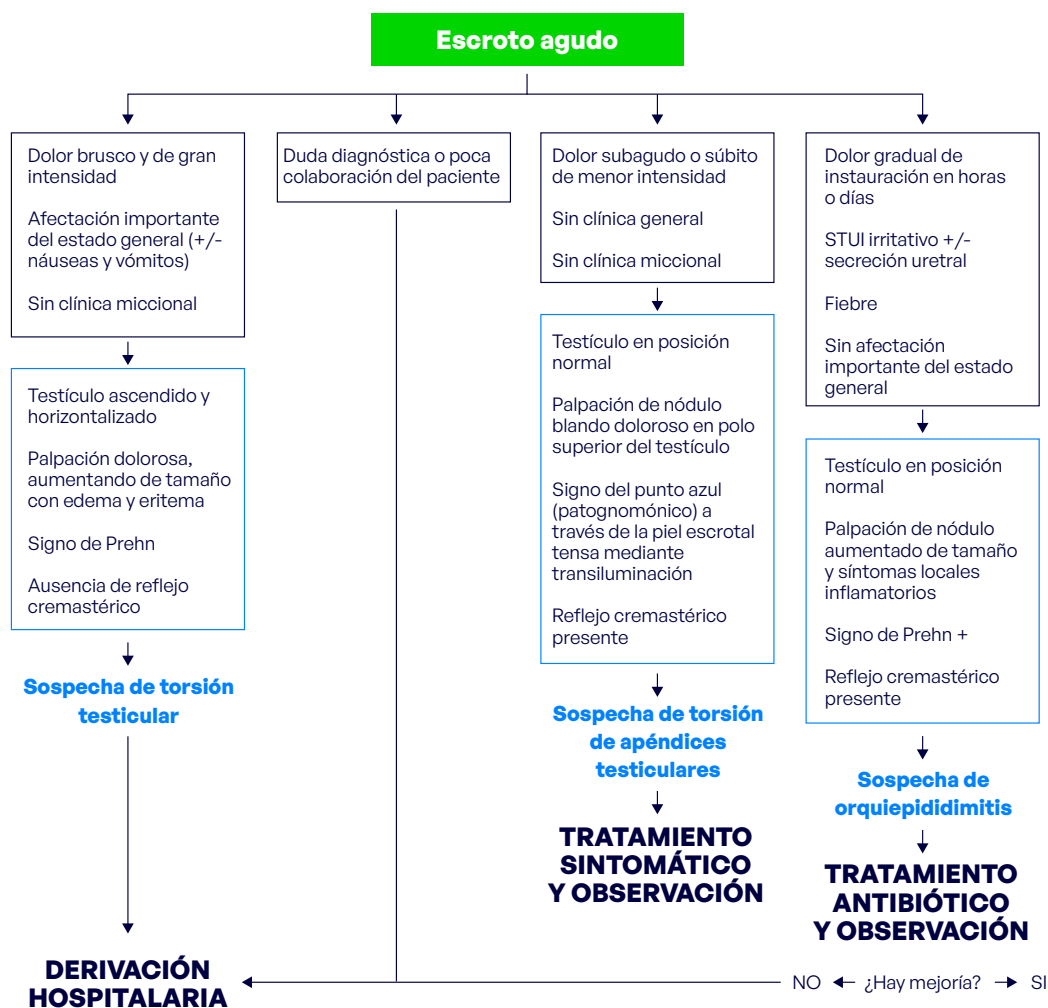 Escroto agudo
Dolor brusco y de gran
intensidad
Afectación importante
del estado general (+/-
náuseas y vómitos)
Sin clínica miccional
Testículo ascendido y
horizontalizado
Palpación dolorosa,
aumentando de tamaño
con edema y eritema
Signo de Prehn
Ausencia de reflejo
cremastérico
Sospecha de torsión
testicular
DERIVACIÓN
HOSPITALARIA
Duda diagnóstica o poca
colaboración del paciente
Dolor subagudo o súbito
de menor intensidad
Sin clínica general
Sin clínica miccional
Testículo en posición
normal
Palpación de nódulo
blando doloroso en polo
superior del testículo
Signo del punto azul
(patognomónico) a
través de la piel escrotal
tensa mediante
transiluminación
Reflejo cremastérico
presente
Sospecha de torsión
de apéndices
testiculares
TRATAMIENTO
SINTOMÁTICO
Y OBSERVACIÓN
Dolor gradual de
instauración en horas
o días
STUI irritativo +/-
secreción uretral
Fiebre
Sin afectación
importante del estado
general
Testículo en posición
normal
Palpación de nódulo
aumentado de tamaño
y síntomas locales
inflamatorios
Signo de Prehn +
Reflejo cremastérico
presente
Sospecha de
orquiepididimitis
TRATAMIENTO
ANTIBIÓTICO
Y OBSERVACIÓN
NO ¿Hay mejoría? SI